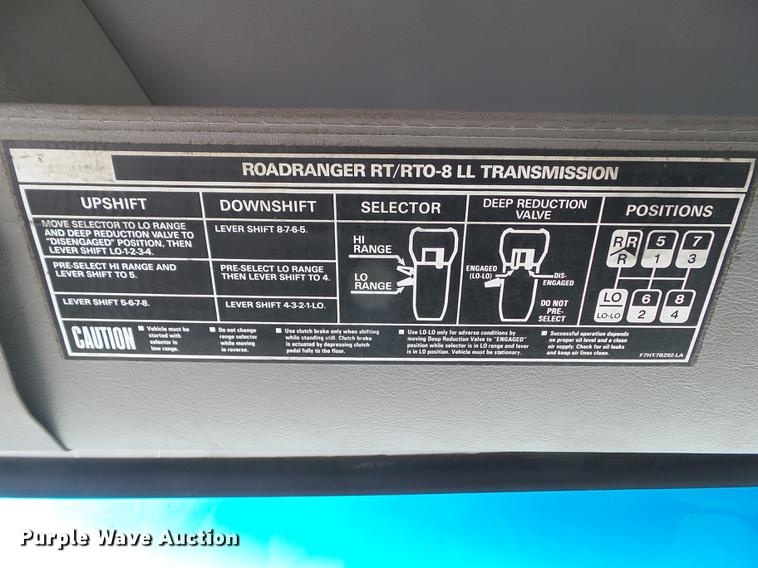 ROADRANGER RT/RTO-8 LL TRANSMISSION
UPSHIFT
MOVE SELECTOR TO LO RANGE
AND DEEP REDUCTION VALVE TO
"DISENGAGED" POSITION, THEN
LEVER SHIFT LO-1-2-3-4.
PRE-SELECT HI RANGE AND
LEVER SHIFT TO 5.
LEVER SHIFT 5-6-7-8.
DOWNSHIFT
LEVER SHIFT 8-7-6-5.
PRE-SELECT LO RANGE
THEN LEVER SHIFT TO 4.
LEVER SHIFT 4-3-2-1-LO.
SELECTOR
HI
RANGE
LO
RANGE
DEEP REDUCTION
VALVE
ENGAGED
(LO-LO)
DIS-
ENGAGED
DO NOT
PRE-
SELECT
POSITIONS
R R 5 7
R 1 3
LO 6 8
LO-LO 2 4
CAUTION
■ Vehicle must be
started with
selector in
low range.
■ Do not change
range selector
while moving
in reverse.
■ Use clutch brake only when shifting
while standing still. Clutch brake
is actuated by depressing clutch
pedal fully to the floor.
■ Use LO-LO only for adverse conditions by
moving Deep Reduction Valve to "ENGAGED"
position while selector is in LO range and lever
is in LO position. Vehicle must be stationary.
■ Successful operation depends
on proper oil level and a clean
air supply. Check for oil leaks
and keep air lines clean.
F7HT-7B292-LA
Purple Wave Auction